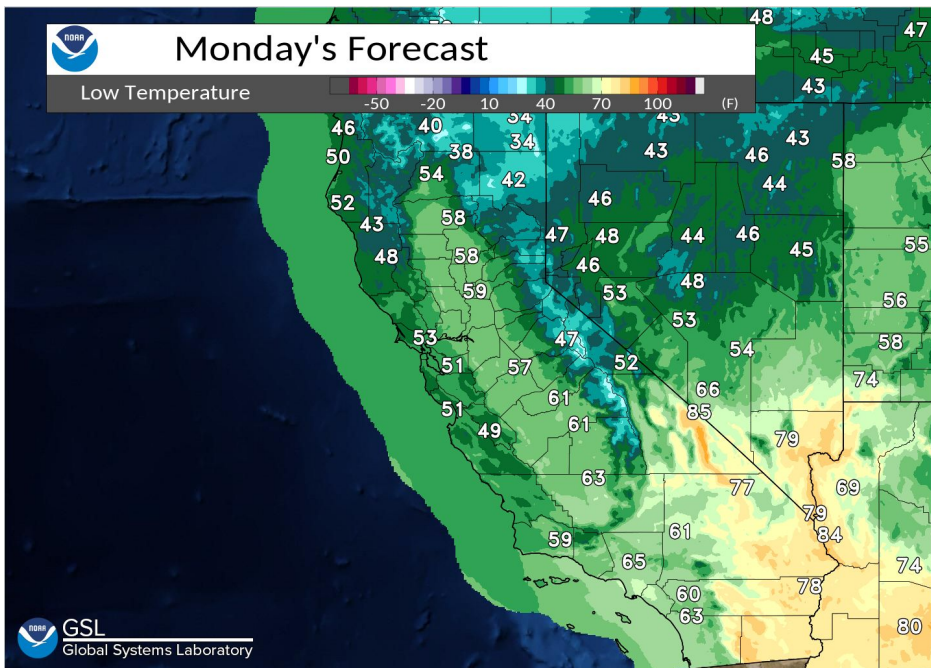 NOAA
Monday's Forecast
Low Temperature
-50 -20 10 40 70 100 (F)
48
47
45
43
46 40 34 43
50 38 34 43 46 43
54 42 58
52 46 44
43 58
48 58 47 48 44 46 45 55
46
59 53 48
53 56
53 47 54 58
51 57 52
61 66 74
51 61 85
49 79
63 77 69
79
59 61 84
65 74
60 78
63 80
NOAA GSL
Global Systems Laboratory